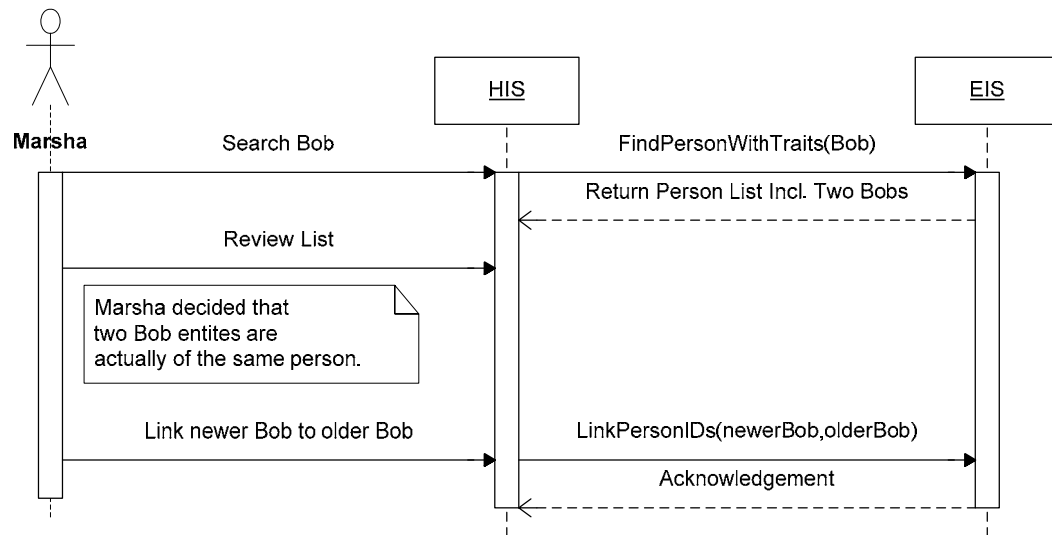 HIS
EIS
Marsha
Search Bob
FindPersonWithTraits(Bob)
Return Person List Incl. Two Bobs
Review List
Marsha decided that
two Bob entites are
actually of the same person.
Link newer Bob to older Bob
LinkPersonIDs(newerBob,olderBob)
Acknowledgement